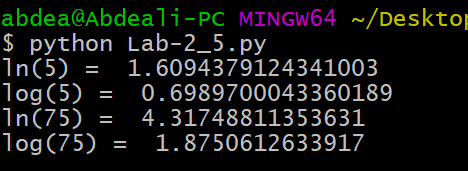 abdea@Abdeali-PC MINGW64 ~/Desktop
$ python Lab-2_5.py
ln(5) =  1.6094379124341003
log(5) =  0.6989700043360189
ln(75) =  4.31748811353631
log(75) =  1.8750612633917